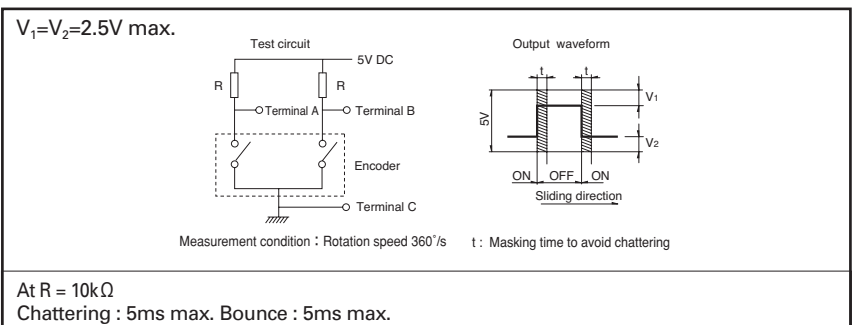 V₁=V₂=2.5V max.
Test circuit
5V DC
R
R
Terminal A
Terminal B
Encoder
Terminal C
Output waveform
t
t
V1
5V
V2
ON
OFF
ON
Sliding direction
Measurement condition : Rotation speed 360˚/s
t : Masking time to avoid chattering
At R = 10kΩ
Chattering : 5ms max. Bounce : 5ms max.